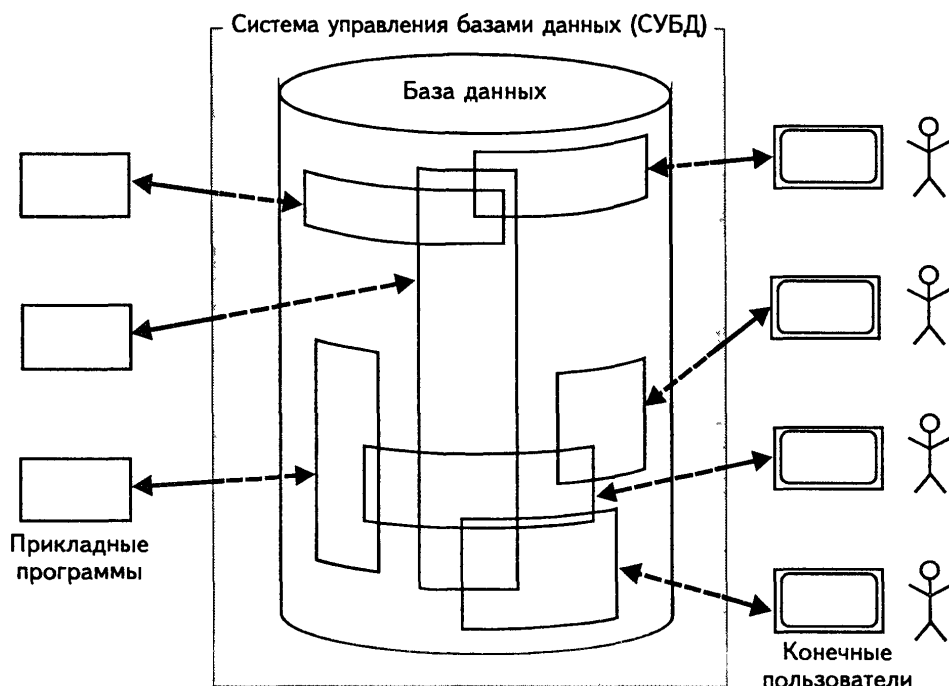 Система управления базами данных (СУБД)
База данных
Прикладные
программы
Конечные
пользователи